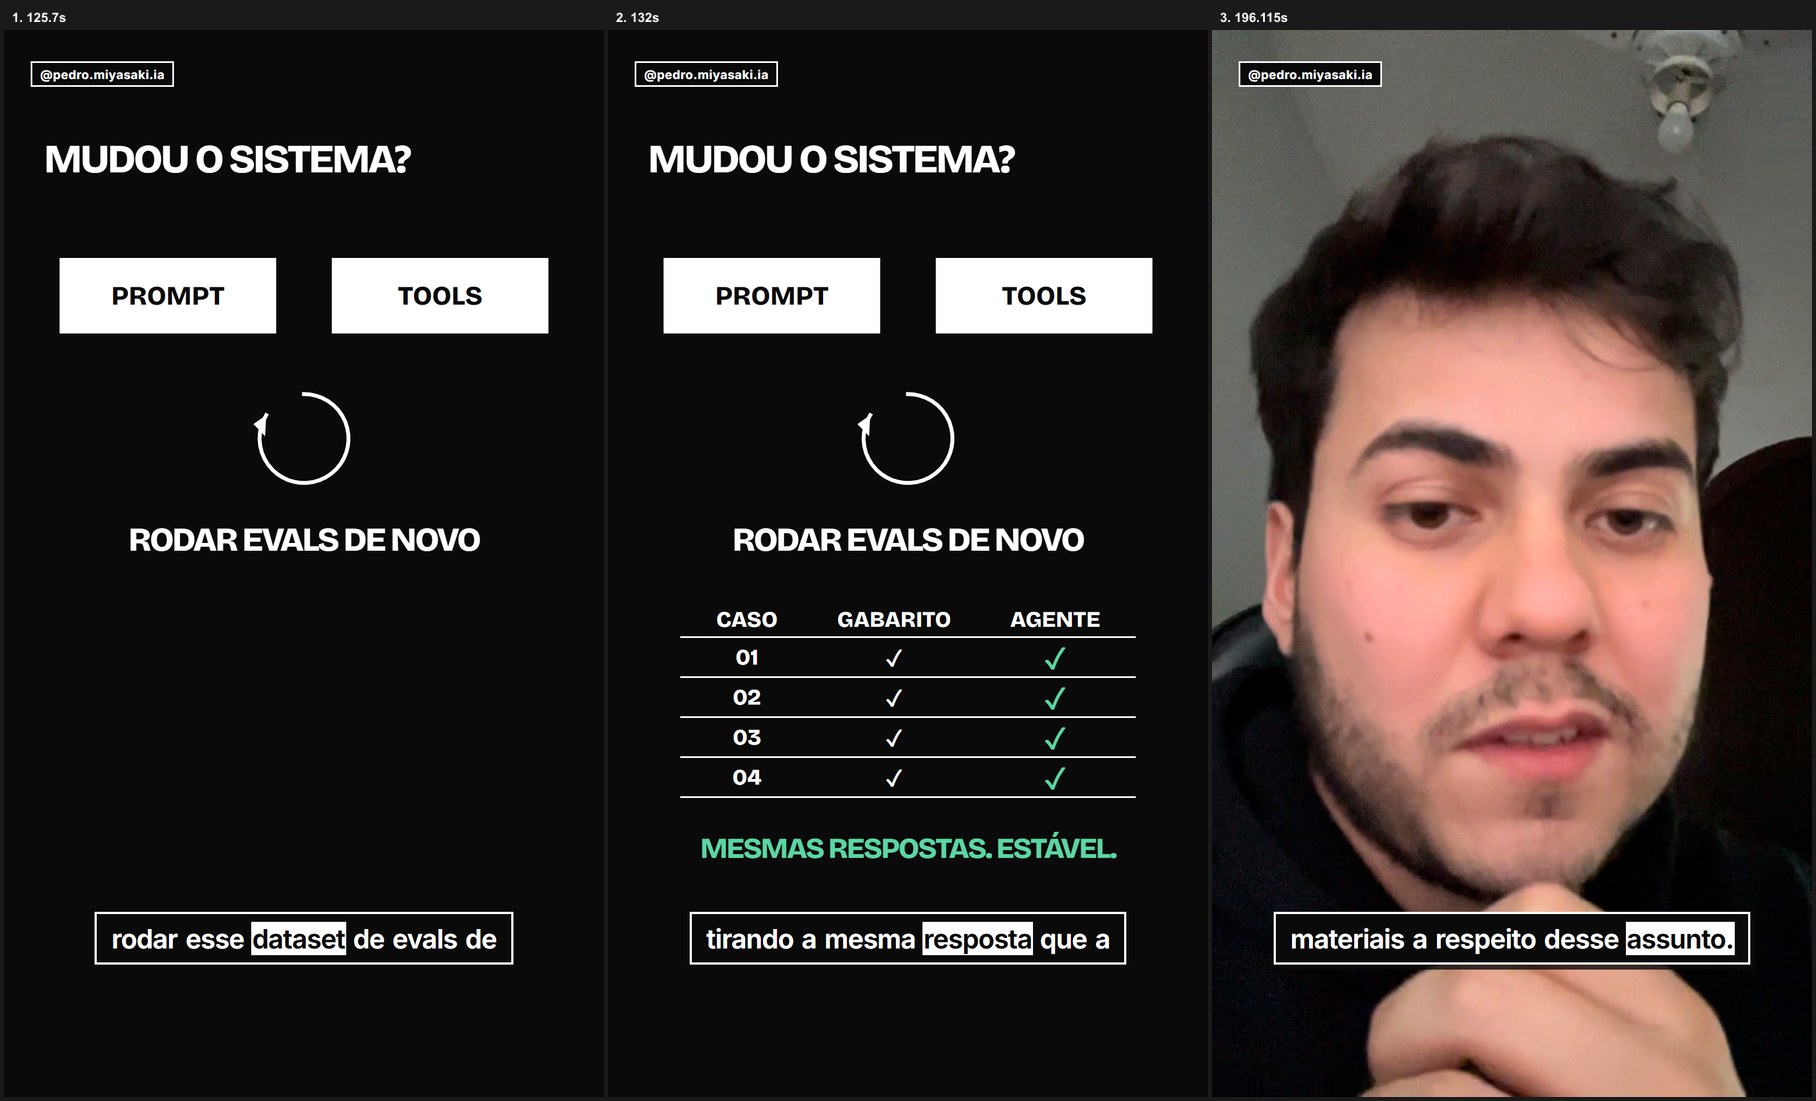 1. 125.7s
@pedro.miyasaki.ia
MUDOU O SISTEMA?
PROMPT
TOOLS
RODAR EVALS DE NOVO
rodar esse dataset de evals de
2. 132s
@pedro.miyasaki.ia
MUDOU O SISTEMA?
PROMPT
TOOLS
RODAR EVALS DE NOVO
CASO GABARITO AGENTE
01 ✓ ✓
02 ✓ ✓
03 ✓ ✓
04 ✓ ✓
MESMAS RESPOSTAS. ESTÁVEL.
tirando a mesma resposta que a
3. 196.115s
@pedro.miyasaki.ia
materiais a respeito desse assunto.